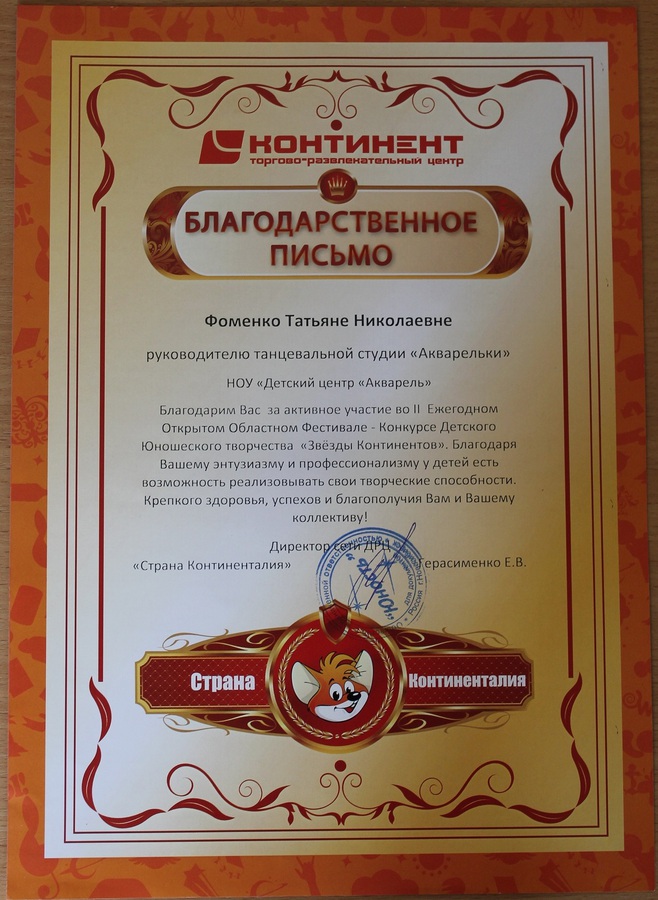 КОНТИНЕНТ
торгово-развлекательный центр
БЛАГОДАРСТВЕННОЕ
ПИСЬМО
Фоменко Татьяне Николаевне
руководителю танцевальной студии «Акварельки»
НОУ «Детский центр «Акварель»
Благодарим Вас за активное участие во II Ежегодном
Открытом Областном Фестивале - Конкурсе Детского
Юношеского творчества «Звёзды Континентов». Благодаря
Вашему энтузиазму и профессионализму у детей есть
возможность реализовывать свои творческие способности.
Крепкого здоровья, успехов и благополучия Вам и Вашему
коллективу!
Директор сети ДРЦ
«Страна Континенталия» Герасименко Е.В.
Страна Континенталия